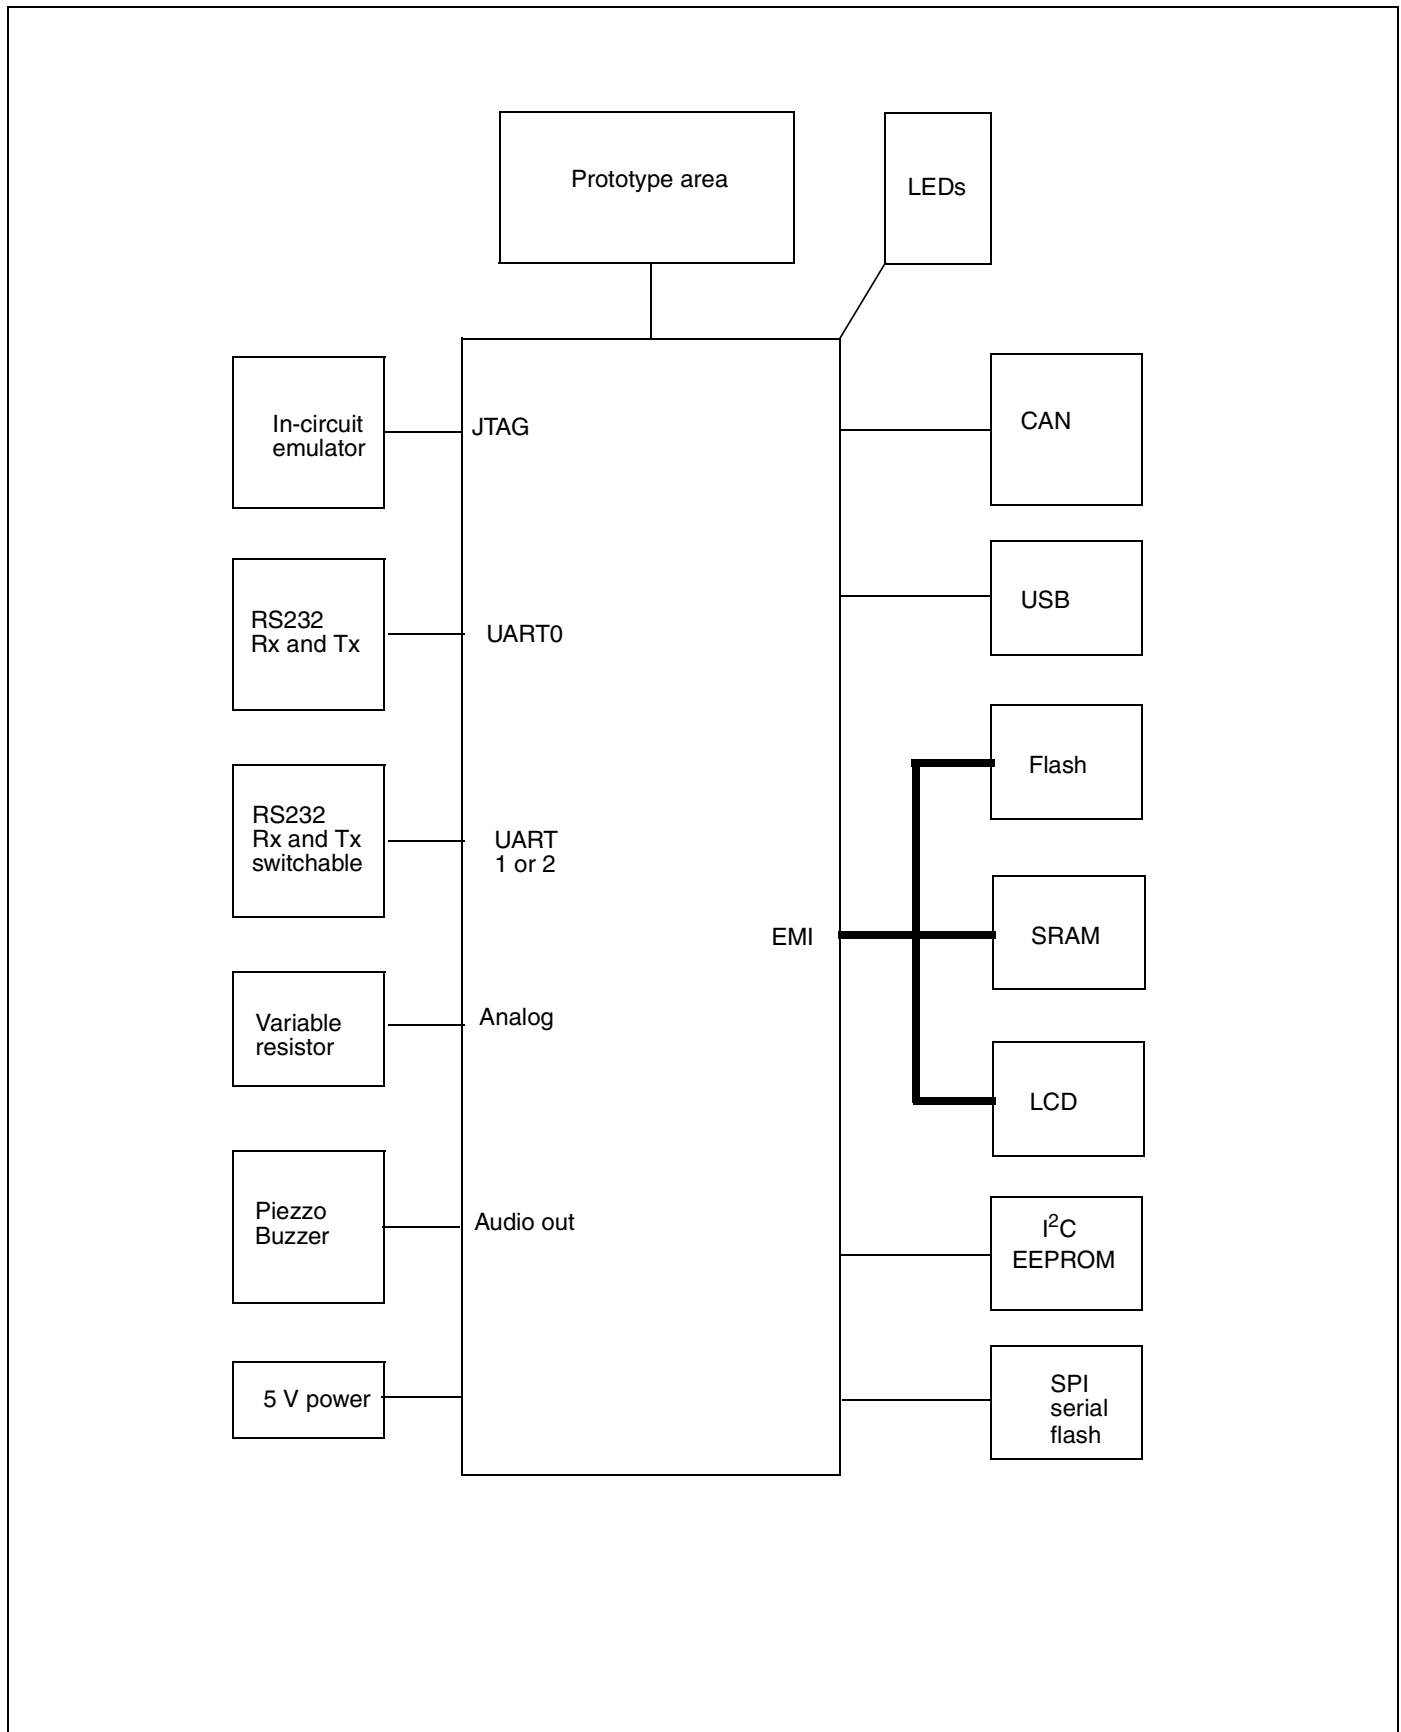 Prototype area
LEDs
In-circuit
emulator
JTAG
CAN
RS232
Rx and Tx
UART0
USB
Flash
RS232
Rx and Tx
switchable
UART
1 or 2
EMI
SRAM
Variable
resistor
Analog
LCD
Piezzo
Buzzer
Audio out
I²C
EEPROM
5 V power
SPI
serial
flash